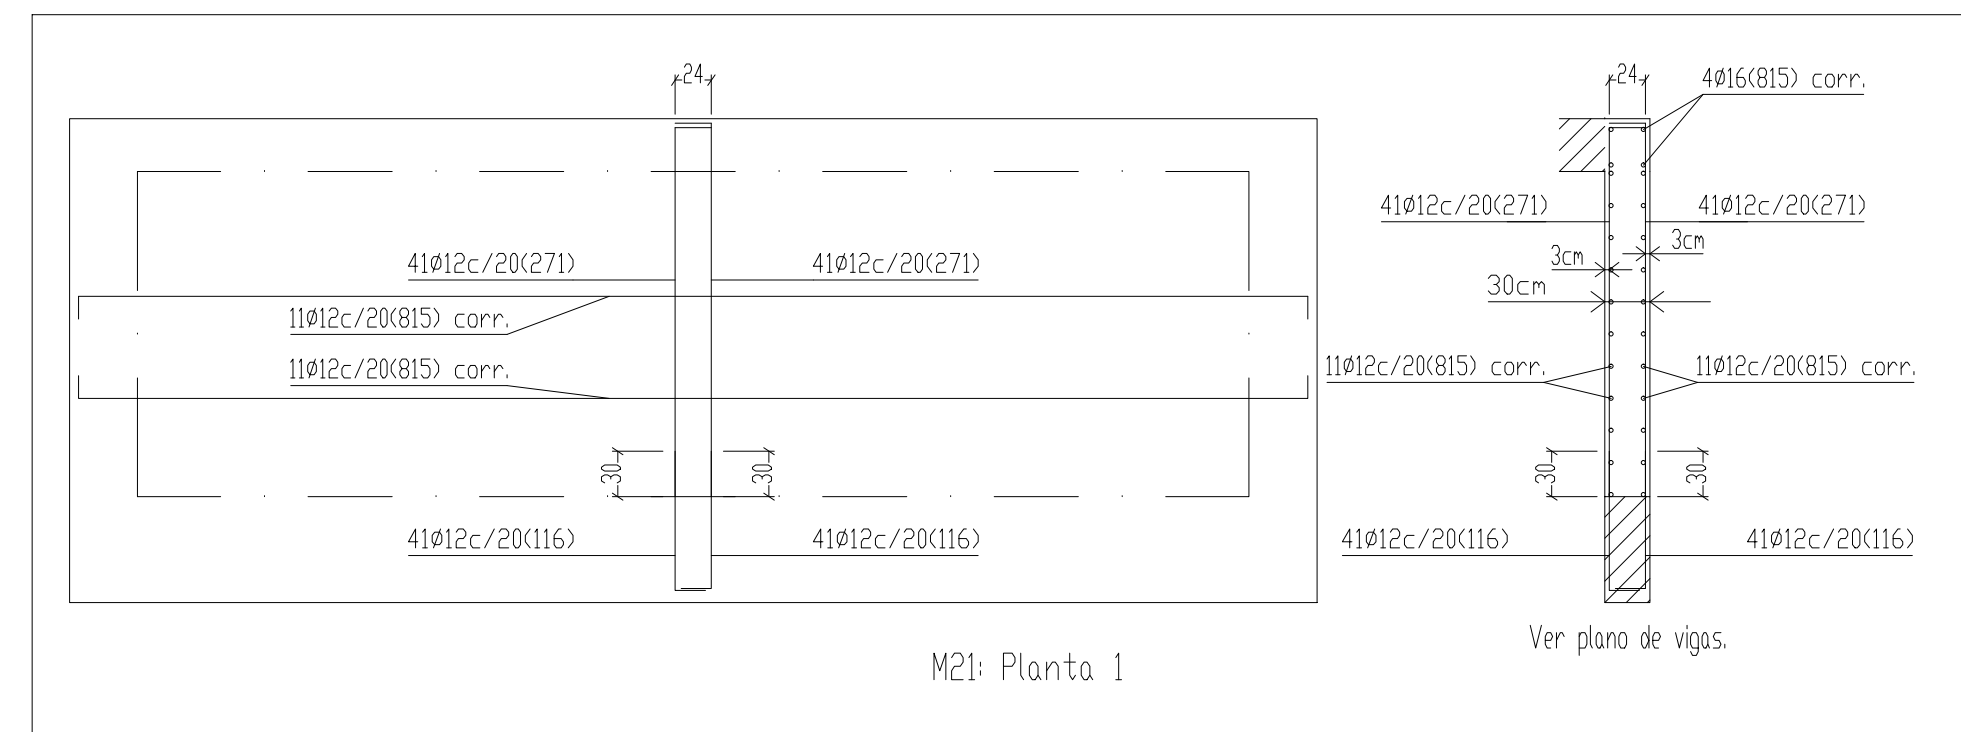 24
41ø12c/20(271)
41ø12c/20(271)
11ø12c/20(815) corr.
11ø12c/20(815) corr.
30
30
41ø12c/20(116)
41ø12c/20(116)
M21: Planta 1
24
4ø16(815) corr.
41ø12c/20(271)
41ø12c/20(271)
3cm
3cm
30cm
11ø12c/20(815) corr.
11ø12c/20(815) corr.
30
30
41ø12c/20(116)
41ø12c/20(116)
Ver plano de vigas.